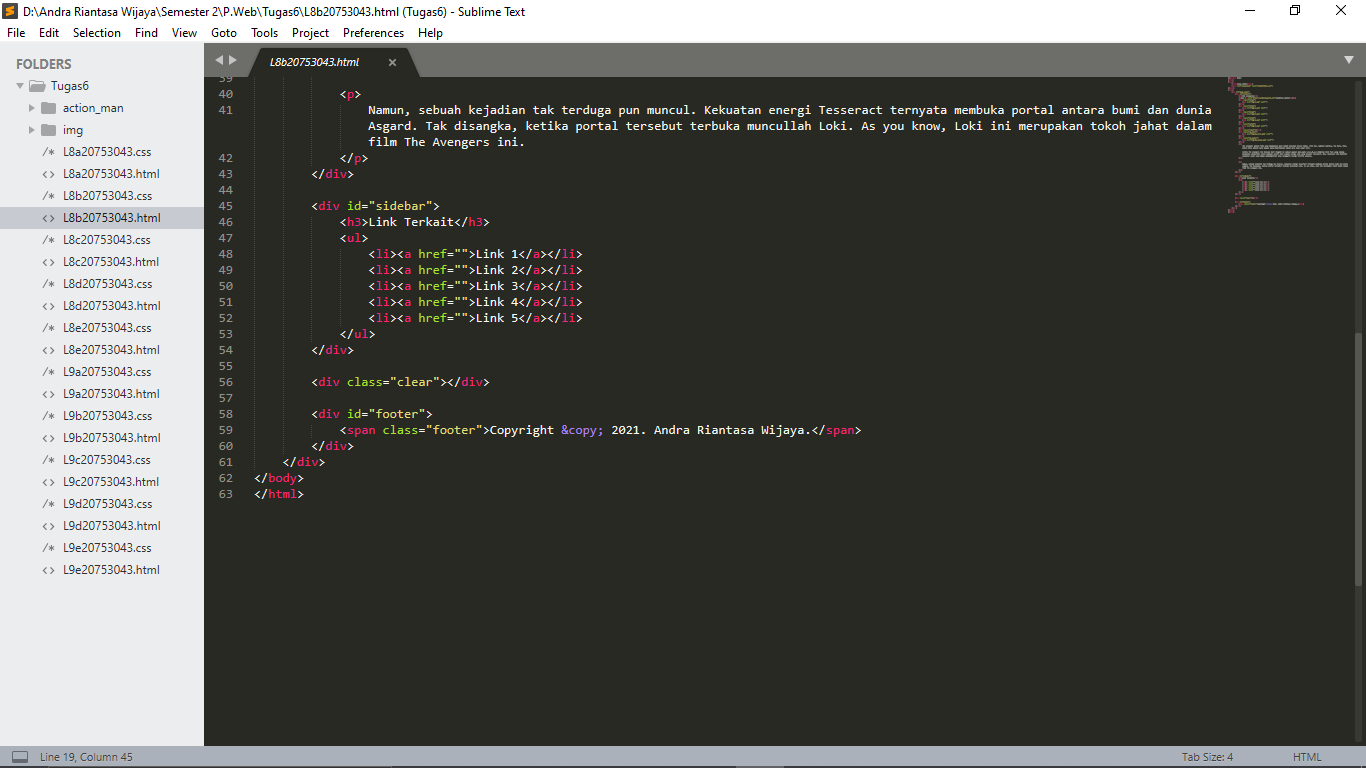 D:\Andra Riantasa Wijaya\Semester 2\P.Web\Tugas6\L8b20753043.html (Tugas6) - Sublime Text
File Edit Selection Find View Goto Tools Project Preferences Help
FOLDERS
Tugas6
action_man
img
/* L8a20753043.css
<> L8a20753043.html
/* L8b20753043.css
<> L8b20753043.html
/* L8c20753043.css
<> L8c20753043.html
/* L8d20753043.css
<> L8d20753043.html
/* L8e20753043.css
<> L8e20753043.html
/* L9a20753043.css
<> L9a20753043.html
/* L9b20753043.css
<> L9b20753043.html
/* L9c20753043.css
<> L9c20753043.html
/* L9d20753043.css
<> L9d20753043.html
/* L9e20753043.css
<> L9e20753043.html
L8b20753043.html ×
39
40 <p>
41 Namun, sebuah kejadian tak terduga pun muncul. Kekuatan energi Tesseract ternyata membuka portal antara bumi dan dunia
Asgard. Tak disangka, ketika portal tersebut terbuka muncullah Loki. As you know, Loki ini merupakan tokoh jahat dalam
film The Avengers ini.
42 </p>
43 </div>
44
45 <div id="sidebar">
46 <h3>Link Terkait</h3>
47 <ul>
48 <li><a href="">Link 1</a></li>
49 <li><a href="">Link 2</a></li>
50 <li><a href="">Link 3</a></li>
51 <li><a href="">Link 4</a></li>
52 <li><a href="">Link 5</a></li>
53 </ul>
54 </div>
55
56 <div class="clear"></div>
57
58 <div id="footer">
59 <span class="footer">Copyright &copy; 2021. Andra Riantasa Wijaya.</span>
60 </div>
61 </div>
62 </body>
63 </html>
Line 19, Column 45
Tab Size: 4
HTML